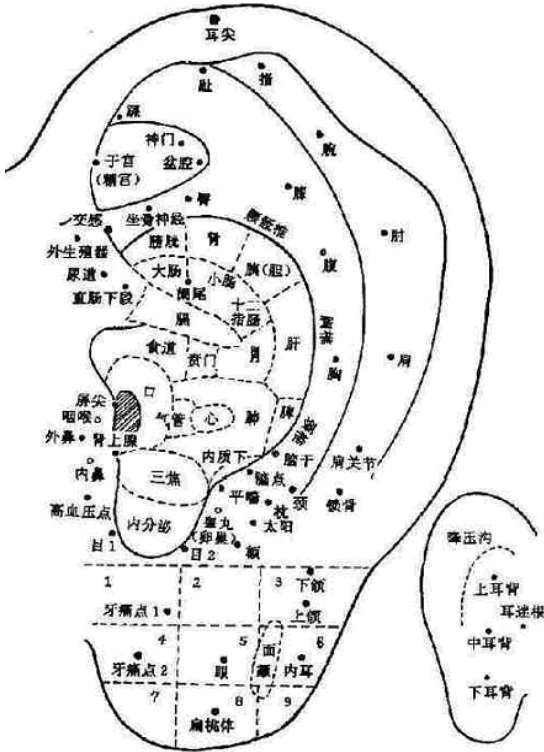 耳尖
趾
指
踝
神门
腕
于宫
盆腔
(精宫)
膝
臀
交感
坐骨神经
腰骶椎
肘
外生殖器
膀胱
肾
尿道
大肠
小肠
胰(胆)
腹
直肠下段
阑尾
十二
指肠
胸椎
食道
贲门
胃
肝
胸
肩
屏尖
口
咽喉
气管
心
肺
脾
颈椎
外鼻
肾上腺
内质下
脑干
肩关节
内鼻
三焦
脑点
平喘
颈
锁骨
高血压点
枕
内分泌
睾丸
(卵巢)
太阳
目1
目2
额
降压沟
1
2
3
下颌
上耳背
牙痛点1
上颌
耳迷根
中耳背
4
5
面
颊
6
牙痛点2
眼
内耳
下耳背
7
8
9
扁桃体